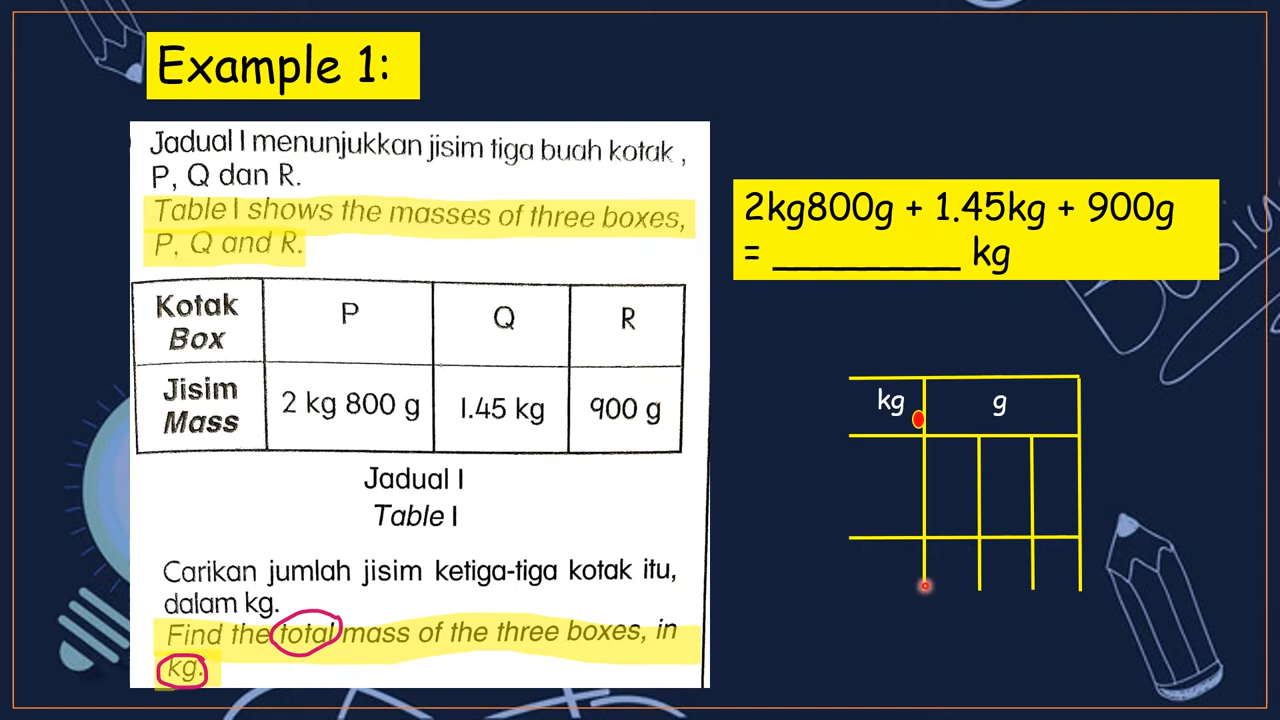 Example 1:
Jadual 1 menunjukkan jisim tiga buah kotak,
P, Q dan R.
Table 1 shows the masses of three boxes,
P, Q and R.
Kotak
Box
P
Q
R
Jisim
Mass
2 kg 800 g
1.45 kg
900 g
Jadual 1
Table 1
Carikan jumlah jisim ketiga-tiga kotak itu,
dalam kg.
Find the total mass of the three boxes, in
kg.
2kg800g + 1.45kg + 900g
= _________ kg
kg
g